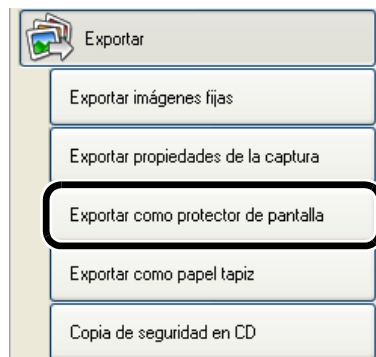 Exportar
Exportar imágenes fijas
Exportar propiedades de la captura
Exportar como protector de pantalla
Exportar como papel tapiz
Copia de seguridad en CD